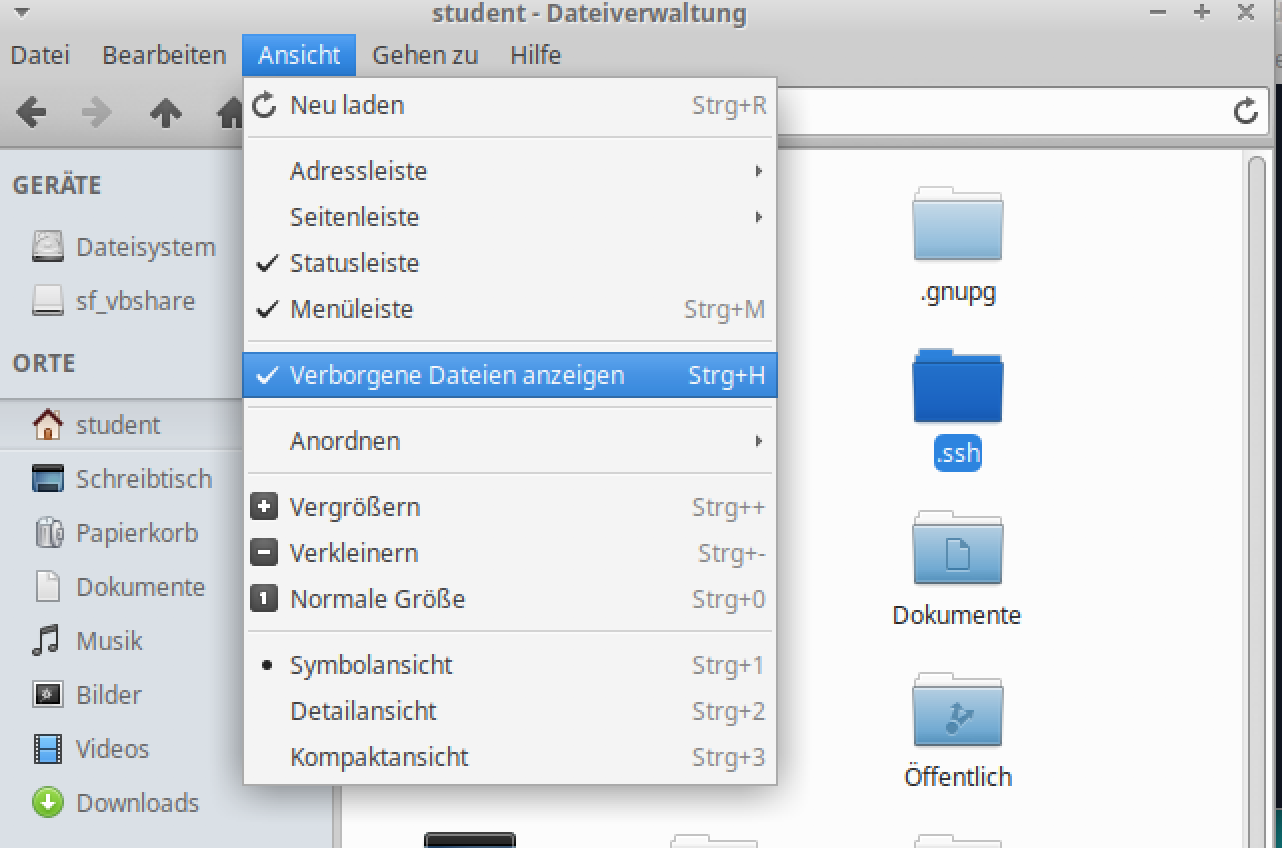 student - Dateiverwaltung
Datei Bearbeiten Ansicht Gehen zu Hilfe
Neu laden Strg+R
Adressleiste
Seitenleiste
Statusleiste
Menüleiste Strg+M
Verborgene Dateien anzeigen Strg+H
Anordnen
Vergrößern Strg++
Verkleinern Strg+-
1 Normale Größe Strg+0
Symbolansicht Strg+1
Detailansicht Strg+2
Kompaktansicht Strg+3
GERÄTE
Dateisystem
sf_vbshare
ORTE
student
Schreibtisch
Papierkorb
Dokumente
Musik
Bilder
Videos
Downloads
.gnupg
.ssh
Dokumente
Öffentlich